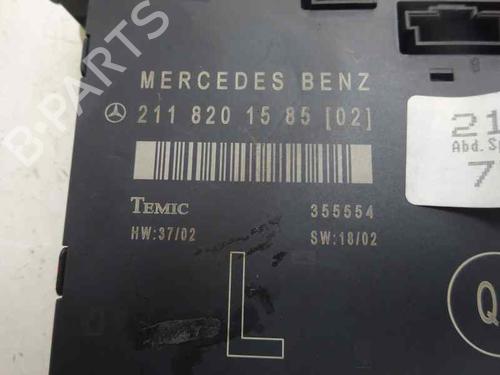 MERCEDES BENZ
211 820 15 85 [02]
TEMIC 355554
HW:37/02 SW:18/02
L
Q
21
Abd.Sp
7
B-PARTS